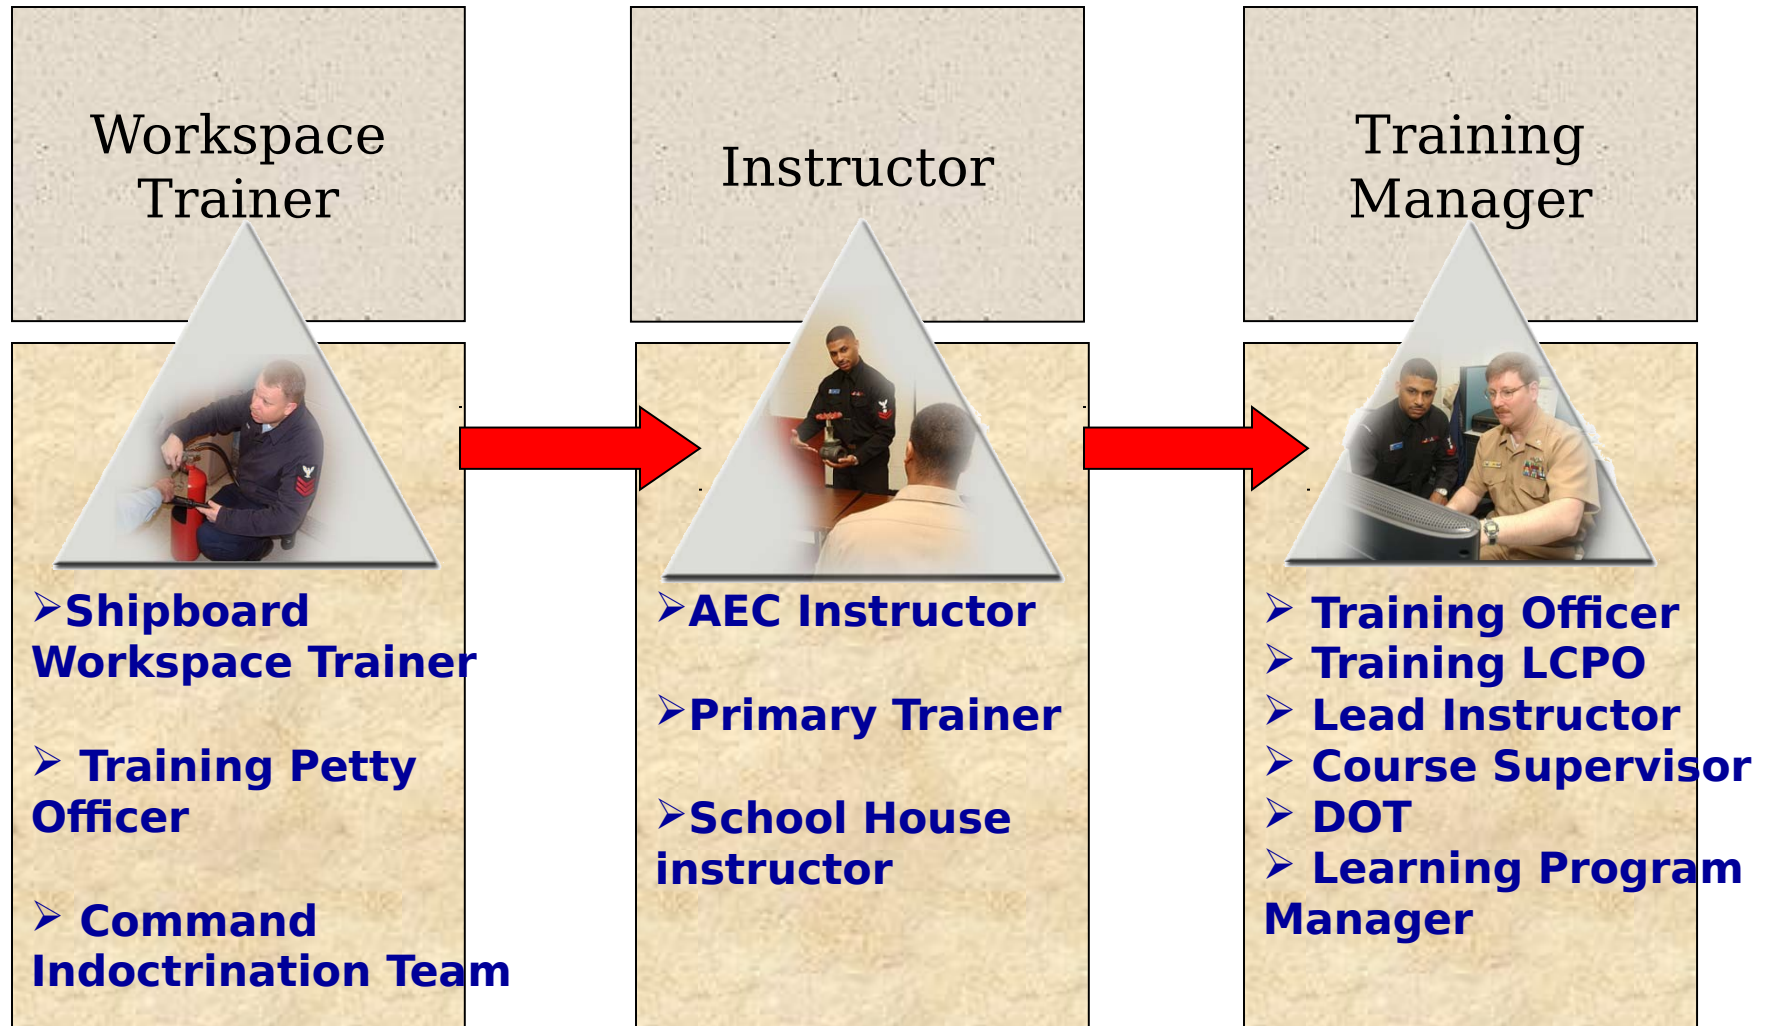 Workspace
Trainer
Instructor
Training
Manager
➢Shipboard
Workspace Trainer
➢ Training Petty
Officer
➢ Command
Indoctrination Team
➢AEC Instructor
➢Primary Trainer
➢School House
instructor
➢ Training Officer
➢ Training LCPO
➢ Lead Instructor
➢ Course Supervisor
➢ DOT
➢ Learning Program
Manager